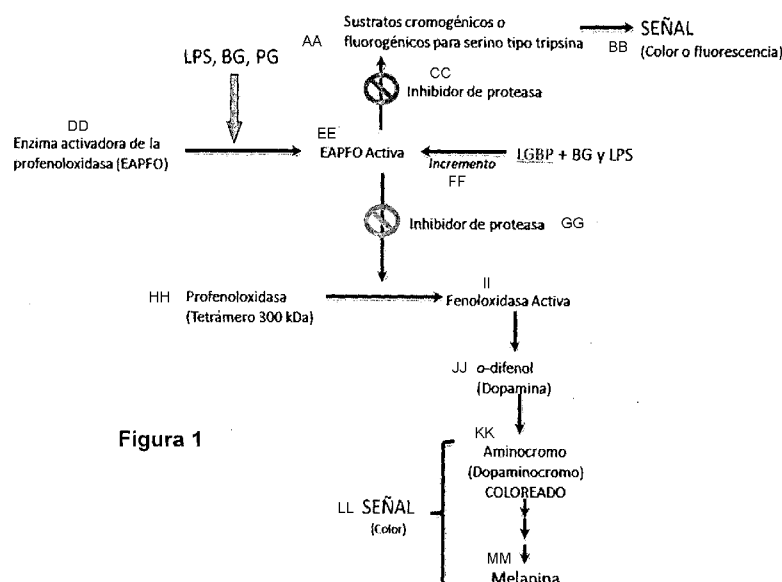 Sustratos cromogénicos o
AA fluorogénicos para serino tipo tripsina
SEÑAL
BB (Color o fluorescencia)
LPS, BG, PG
CC
Inhibidor de proteasa
DD
Enzima activadora de la
profenoloxidasa (EAPFO)
EE
EAPFO Activa
Incremento
FF
LGBP + BG y LPS
Inhibidor de proteasa GG
HH Profenoloxidasa
(Tetrámero 300 kDa)
II
Fenoloxidasa Activa
JJ o-difenol
(Dopamina)
Figura 1
KK
Aminocromo
(Dopaminocromo)
COLOREADO
LL SEÑAL
(Color)
MM
Melanina